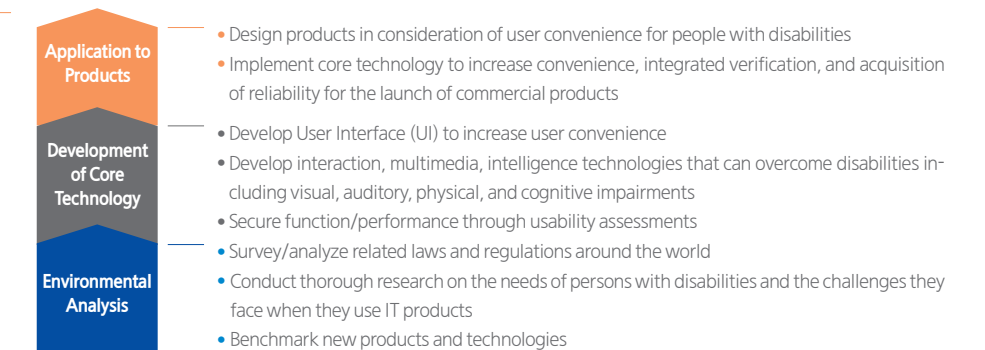 Application to
Products
• Design products in consideration of user convenience for people with disabilities
• Implement core technology to increase convenience, integrated verification, and acquisition
of reliability for the launch of commercial products
Development
of Core
Technology
• Develop User Interface (UI) to increase user convenience
• Develop interaction, multimedia, intelligence technologies that can overcome disabilities in-
cluding visual, auditory, physical, and cognitive impairments
• Secure function/performance through usability assessments
Environmental
Analysis
• Survey/analyze related laws and regulations around the world
• Conduct thorough research on the needs of persons with disabilities and the challenges they
face when they use IT products
• Benchmark new products and technologies